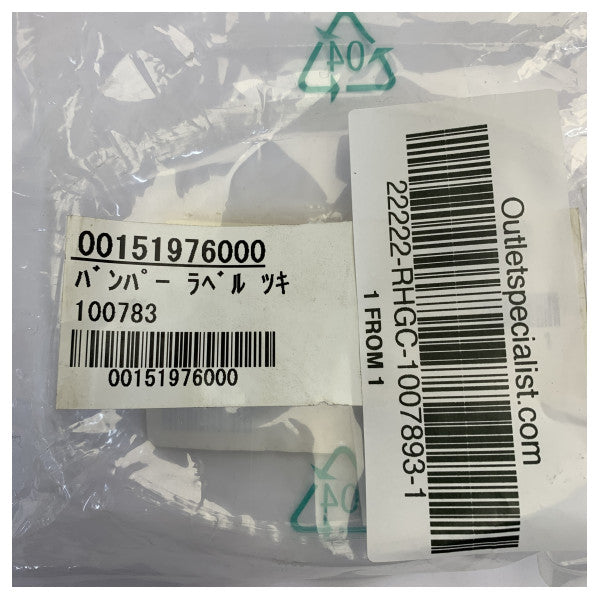 04
00151976000
ﾊﾞﾝﾊﾟｰ ﾗﾍﾞﾙ ﾂｷ
100783
00151976000
Outletspecialist.com
22222-RHGC-1007893-1
1 FROM 1
04